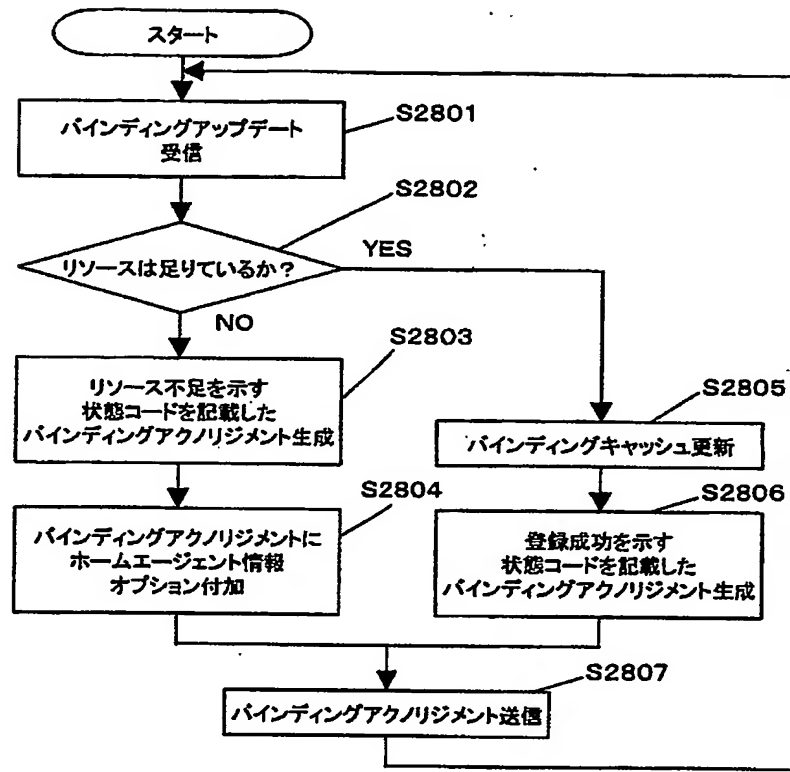 スタート
バインディングアップデート
受信
S2801
S2802
リソースは足りているか？
YES
NO
S2803
リソース不足を示す
状態コードを記載した
バインディングアクノリジメント生成
S2805
バインディングキャッシュ更新
S2804
バインディングアクノリジメントに
ホームエージェント情報
オプション付加
S2806
登録成功を示す
状態コードを記載した
バインディングアクノリジメント生成
S2807
バインディングアクノリジメント送信